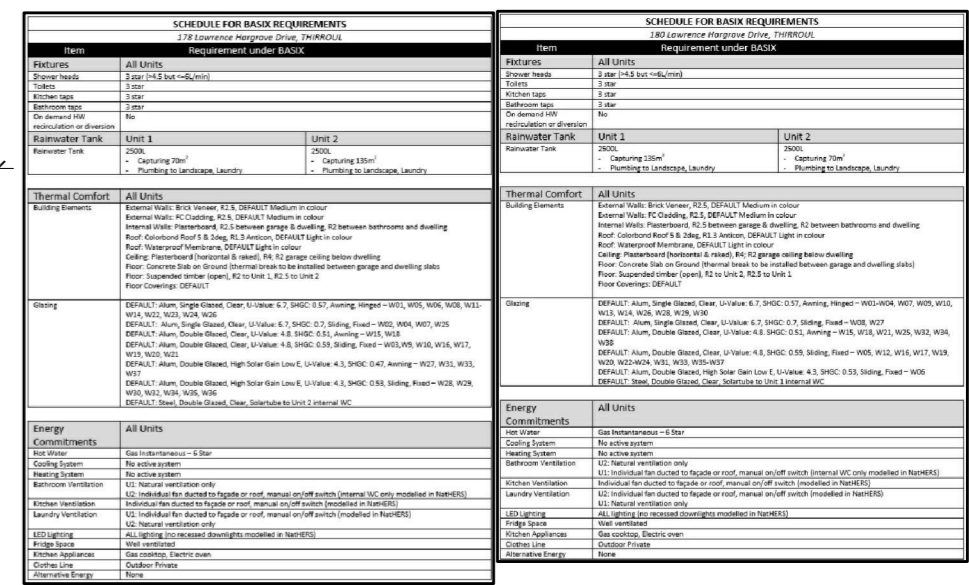 SCHEDULE FOR BASIX REQUIREMENTS
178 Lawrence Hargrave Drive, THIRROUL
Item Requirement under BASIX
Fixtures All Units
Shower heads 3 star (>4.5 but <=6L/min)
Toilets 3 star
Kitchen taps 3 star
Bathroom taps 3 star
On demand HW No
recirculation or diversion
Rainwater Tank Unit 1 Unit 2
Rainwater Tank 2500L 2500L
- Capturing 70m² - Capturing 135m²
- Plumbing to Landscape, Laundry - Plumbing to Landscape, Laundry
Thermal Comfort All Units
Building Elements External Walls: Brick Veneer, R2.5, DEFAULT Medium in colour
External Walls: FC Cladding, R2.5, DEFAULT Medium in colour
Internal Walls: Plasterboard, R2.5 between garage & dwelling, R2 between bathrooms and dwelling
Roof: Colorbond Roof 5 & 2deg, R1.3 Anticon, DEFAULT Light in colour
Roof: Waterproof Membrane, DEFAULT Light in colour
Ceiling: Plasterboard (horizontal & raked), R4; R2 garage ceiling below dwelling
Floor: Concrete Slab on Ground (thermal break to be installed between garage and dwelling slabs
Floor: Suspended timber (open), R2 to Unit 1, R2.5 to Unit 2
Floor Coverings: DEFAULT
Glazing DEFAULT: Alum, Single Glazed, Clear, U-Value: 6.7, SHGC: 0.57, Awning, Hinged – W01, W05, W06, W08, W11-
W14, W22, W23, W24, W26
DEFAULT: Alum, Single Glazed, Clear, U-Value: 6.7, SHGC: 0.7, Sliding, Fixed – W02, W04, W07, W25
DEFAULT: Alum, Double Glazed, Clear, U-Value: 4.8. SHGC: 0.51, Awning – W15, W18
DEFAULT: Alum, Double Glazed, Clear, U-Value: 4.8, SHGC: 0.59, Sliding, Fixed – W03,W9, W10, W16, W17,
W19, W20, W21
DEFAULT: Alum, Double Glazed, High Solar Gain Low E, U-Value: 4.3, SHGC: 0.47, Awning – W27, W31, W33,
W37
DEFAULT: Alum, Double Glazed, High Solar Gain Low E, U-Value: 4.3, SHGC: 0.53, Sliding, Fixed – W28, W29,
W30, W32, W34, W35, W36
DEFAULT: Steel, Double Glazed, Clear, Solartube to Unit 2 internal WC
Energy All Units
Commitments
Hot Water Gas Instantaneous – 6 Star
Cooling System No active system
Heating System No active system
Bathroom Ventilation U1: Natural ventilation only
U2: Individual fan ducted to façade or roof, manual on/off switch (internal WC only modelled in NatHERS)
Kitchen Ventilation Individual fan ducted to façade or roof, manual on/off switch (modelled in NatHERS)
Laundry Ventilation U1: Individual fan ducted to façade or roof, manual on/off switch (modelled in NatHERS)
U2: Natural ventilation only
LED Lighting ALL lighting (no recessed downlights modelled in NatHERS)
Fridge Space Well ventilated
Kitchen Appliances Gas cooktop, Electric oven
Clothes Line Outdoor Private
Alternative Energy None
SCHEDULE FOR BASIX REQUIREMENTS
180 Lawrence Hargrave Drive, THIRROUL
Item Requirement under BASIX
Fixtures All Units
Shower heads 3 star (>4.5 but <=6L/min)
Toilets 3 star
Kitchen taps 3 star
Bathroom taps 3 star
On demand HW No
recirculation or diversion
Rainwater Tank Unit 1 Unit 2
Rainwater Tank 2500L 2500L
- Capturing 135m² - Capturing 70m²
- Plumbing to Landscape, Laundry - Plumbing to Landscape, Laundry
Thermal Comfort All Units
Building Elements External Walls: Brick Veneer, R2.5, DEFAULT Medium in colour
External Walls: FC Cladding, R2.5, DEFAULT Medium in colour
Internal Walls: Plasterboard, R2.5 between garage & dwelling, R2 between bathrooms and dwelling
Roof: Colorbond Roof 5 & 2deg, R1.3 Anticon, DEFAULT Light in colour
Roof: Waterproof Membrane, DEFAULT Light in colour
Ceiling: Plasterboard (horizontal & raked), R4; R2 garage ceiling below dwelling
Floor: Concrete Slab on Ground (thermal break to be installed between garage and dwelling slabs
Floor: Suspended timber (open), R2 to Unit 2, R2.5 to Unit 1
Floor Coverings: DEFAULT
Glazing DEFAULT: Alum, Single Glazed, Clear, U-Value: 6.7, SHGC: 0.57, Awning, Hinged – W01-W04, W07, W09, W10,
W13, W14, W26, W28, W29, W30
DEFAULT: Alum, Single Glazed, Clear, U-Value: 6.7, SHGC: 0.7, Sliding, Fixed – W08, W27
DEFAULT: Alum, Double Glazed, Clear, U-Value: 4.8. SHGC: 0.51, Awning – W15, W18, W21, W25, W32, W34,
W38
DEFAULT: Alum, Double Glazed, Clear, U-Value: 4.8, SHGC: 0.59, Sliding, Fixed – W05, W12, W16, W17, W19,
W20, W22-W24, W31, W33, W35-W37
DEFAULT: Alum, Double Glazed, High Solar Gain Low E, U-Value: 4.3, SHGC: 0.53, Sliding, Fixed – W06
DEFAULT: Steel, Double Glazed, Clear, Solartube to Unit 1 internal WC
Energy All Units
Commitments
Hot Water Gas Instantaneous – 6 Star
Cooling System No active system
Heating System No active system
Bathroom Ventilation U2: Natural ventilation only
U1: Individual fan ducted to façade or roof, manual on/off switch (internal WC only modelled in NatHERS)
Kitchen Ventilation Individual fan ducted to façade or roof, manual on/off switch (modelled in NatHERS)
Laundry Ventilation U2: Individual fan ducted to façade or roof, manual on/off switch (modelled in NatHERS)
U1: Natural ventilation only
LED Lighting ALL lighting (no recessed downlights modelled in NatHERS)
Fridge Space Well ventilated
Kitchen Appliances Gas cooktop, Electric oven
Clothes Line Outdoor Private
Alternative Energy None